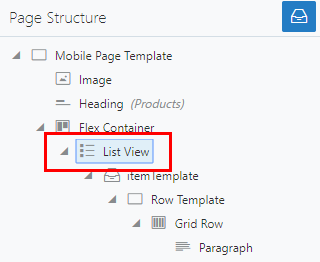 Page Structure
Mobile Page Template
Image
Heading (Products)
Flex Container
List View
itemTemplate
Row Template
Grid Row
Paragraph